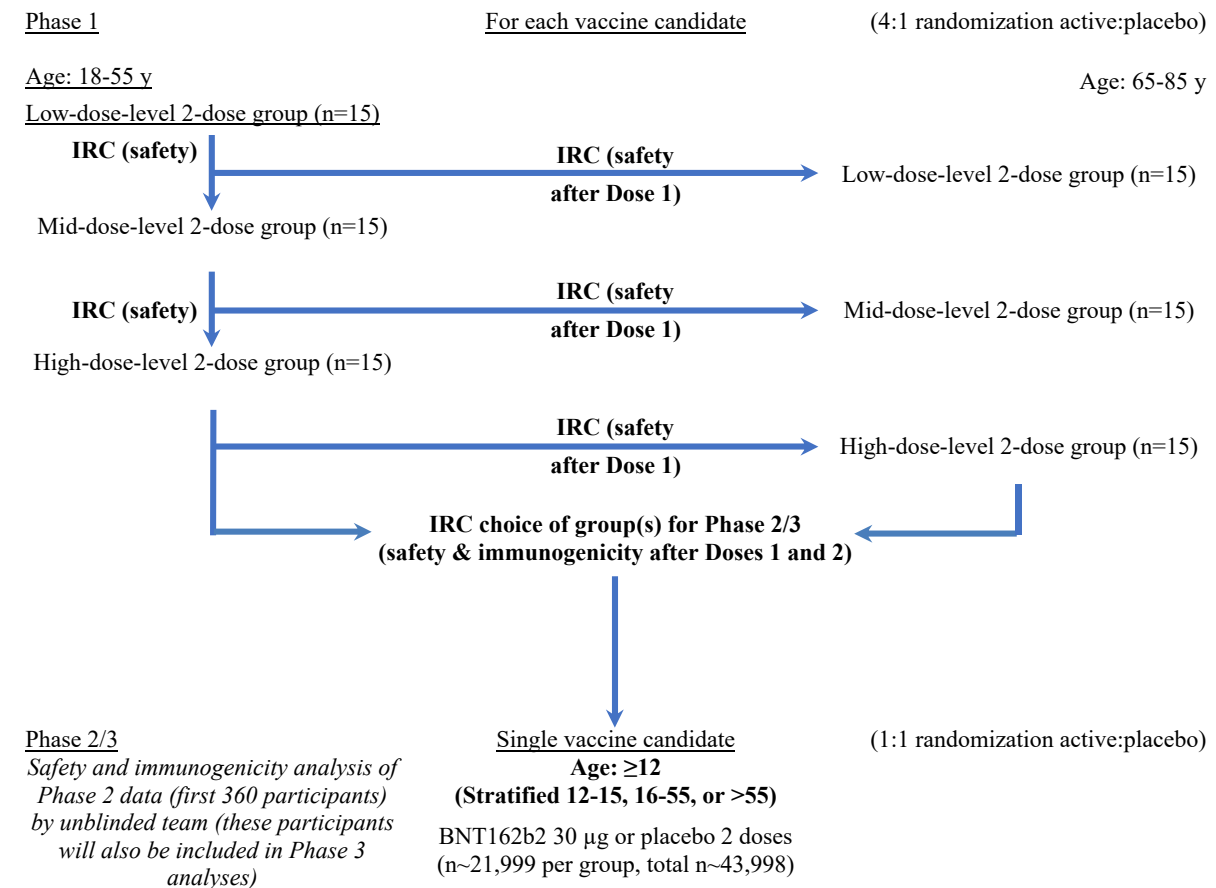 Phase 1
For each vaccine candidate
(4:1 randomization active:placebo)
Age: 18-55 y
Age: 65-85 y
Low-dose-level 2-dose group (n=15)
IRC (safety)
IRC (safety
after Dose 1)
Low-dose-level 2-dose group (n=15)
Mid-dose-level 2-dose group (n=15)
IRC (safety)
IRC (safety
after Dose 1)
Mid-dose-level 2-dose group (n=15)
High-dose-level 2-dose group (n=15)
IRC (safety
after Dose 1)
High-dose-level 2-dose group (n=15)
IRC choice of group(s) for Phase 2/3
(safety & immunogenicity after Doses 1 and 2)
Phase 2/3
Safety and immunogenicity analysis of
Phase 2 data (first 360 participants)
by unblinded team (these participants
will also be included in Phase 3
analyses)
Single vaccine candidate
Age: ≥12
(Stratified 12-15, 16-55, or >55)
BNT162b2 30 µg or placebo 2 doses
(n~21,999 per group, total n~43,998)
(1:1 randomization active:placebo)